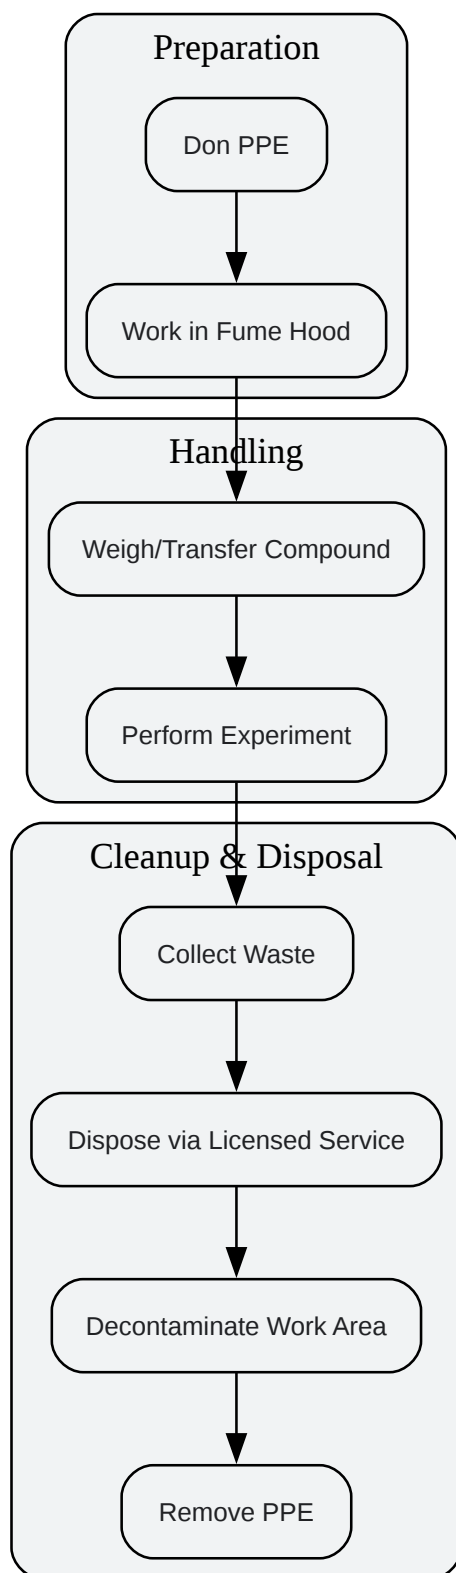 Preparation
Don PPE
Work in Fume Hood
Handling
Weigh/Transfer Compound
Perform Experiment
Cleanup & Disposal
Collect Waste
Dispose via Licensed Service
Decontaminate Work Area
Remove PPE